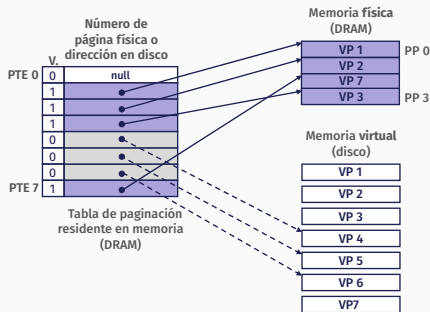 Número de
página física o
dirección en disco
V.
PTE 0
0
null
1
1
1
0
0
0
PTE 7
1
Tabla de paginación
residente en memoria
(DRAM)
Memoria física
(DRAM)
VP 1
PP 0
VP 2
VP 7
VP 3
PP 3
Memoria virtual
(disco)
VP 1
VP 2
VP 3
VP 4
VP 5
VP 6
VP7